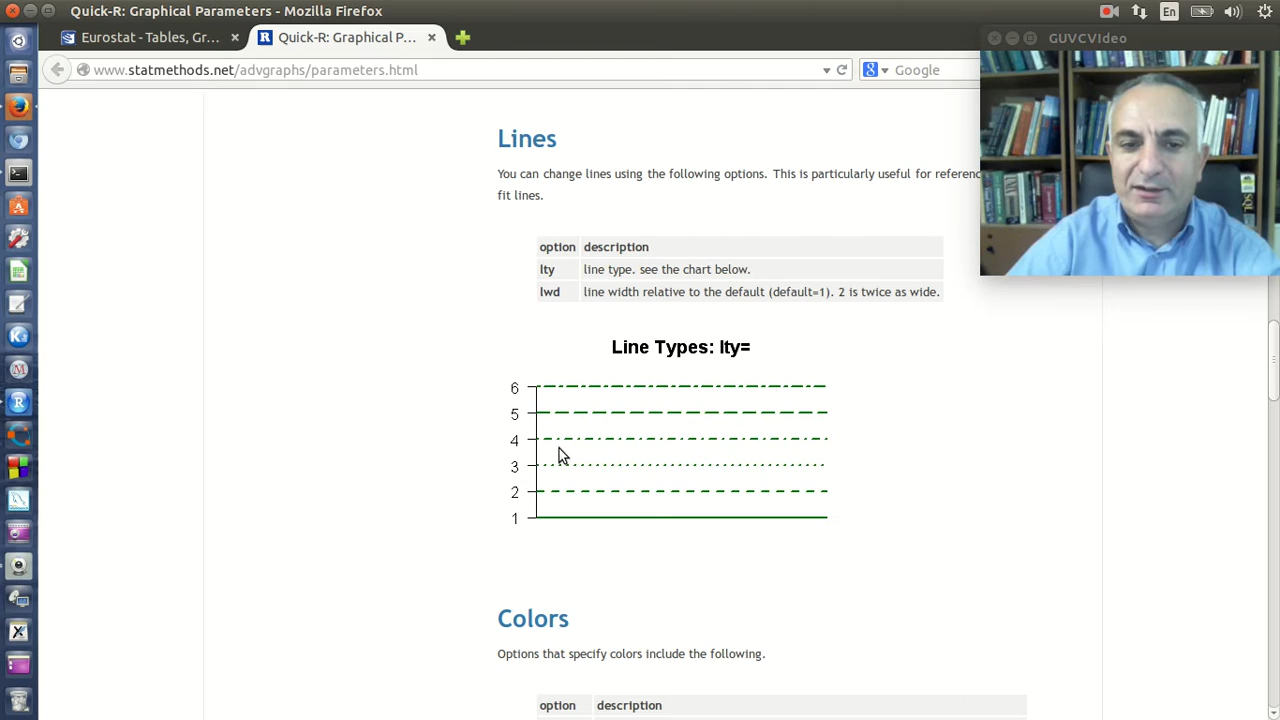 Quick-R: Graphical Parameters - Mozilla Firefox
En
Eurostat - Tables, Gr...
Quick-R: Graphical P...
GUVCVIdeo
www.statmethods.net/advgraphs/parameters.html
Google
Lines
You can change lines using the following options. This is particularly useful for referenc
fit lines.
option description
lty line type. see the chart below.
lwd line width relative to the default (default=1). 2 is twice as wide.
Line Types: lty=
6
5
4
3
2
1
Colors
Options that specify colors include the following.
option description